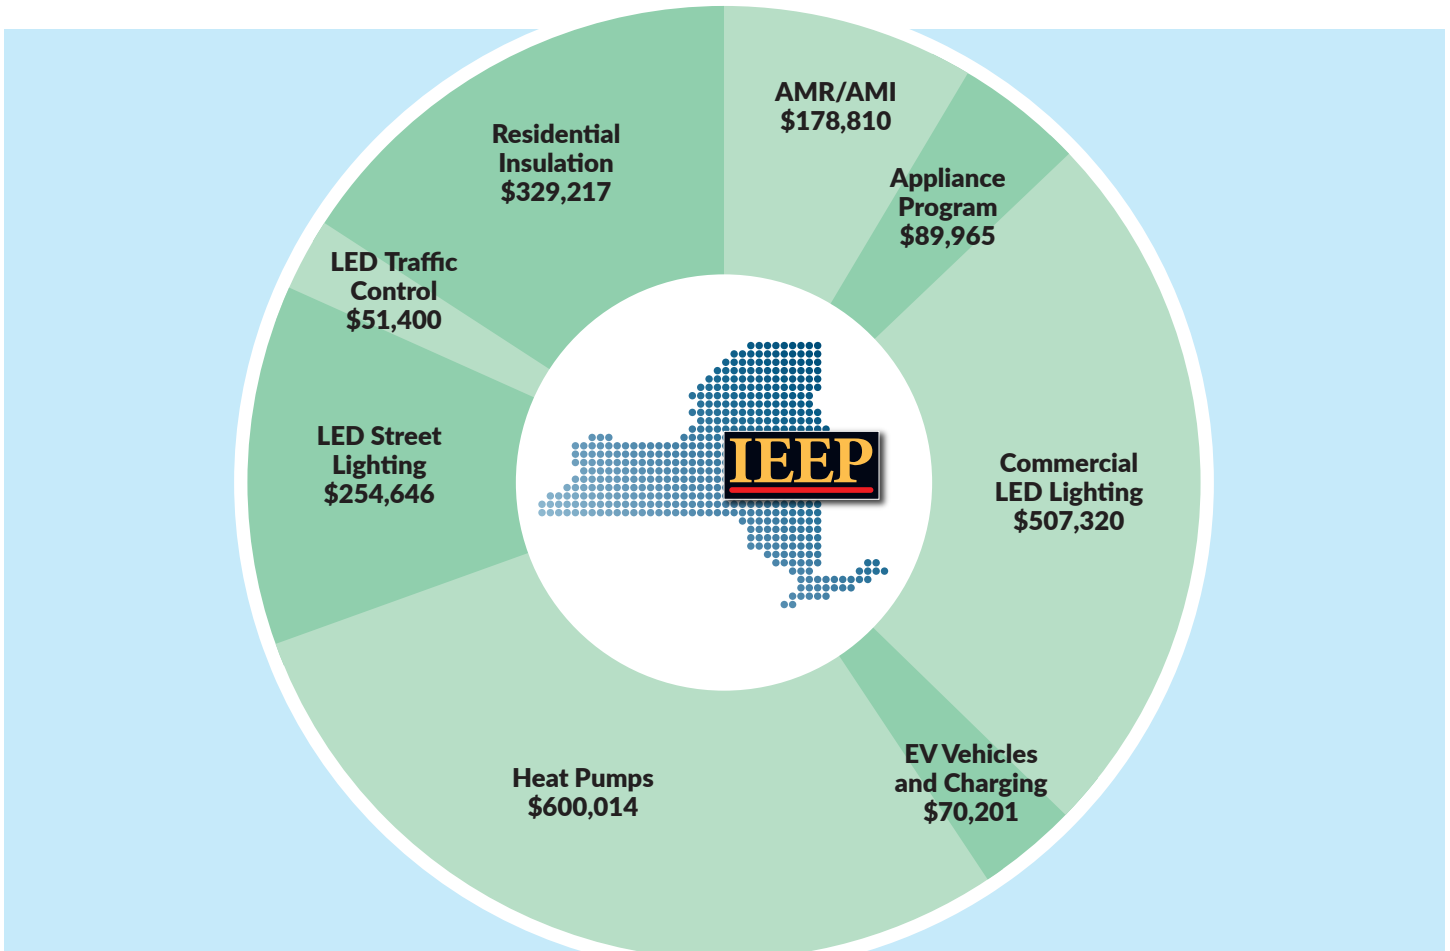 AMR/AMI
$178,810
Appliance
Program
$89,965
Commercial
LED Lighting
$507,320
EV Vehicles
and Charging
$70,201
Heat Pumps
$600,014
LED Street
Lighting
$254,646
LED Traffic
Control
$51,400
Residential
Insulation
$329,217
IEEP